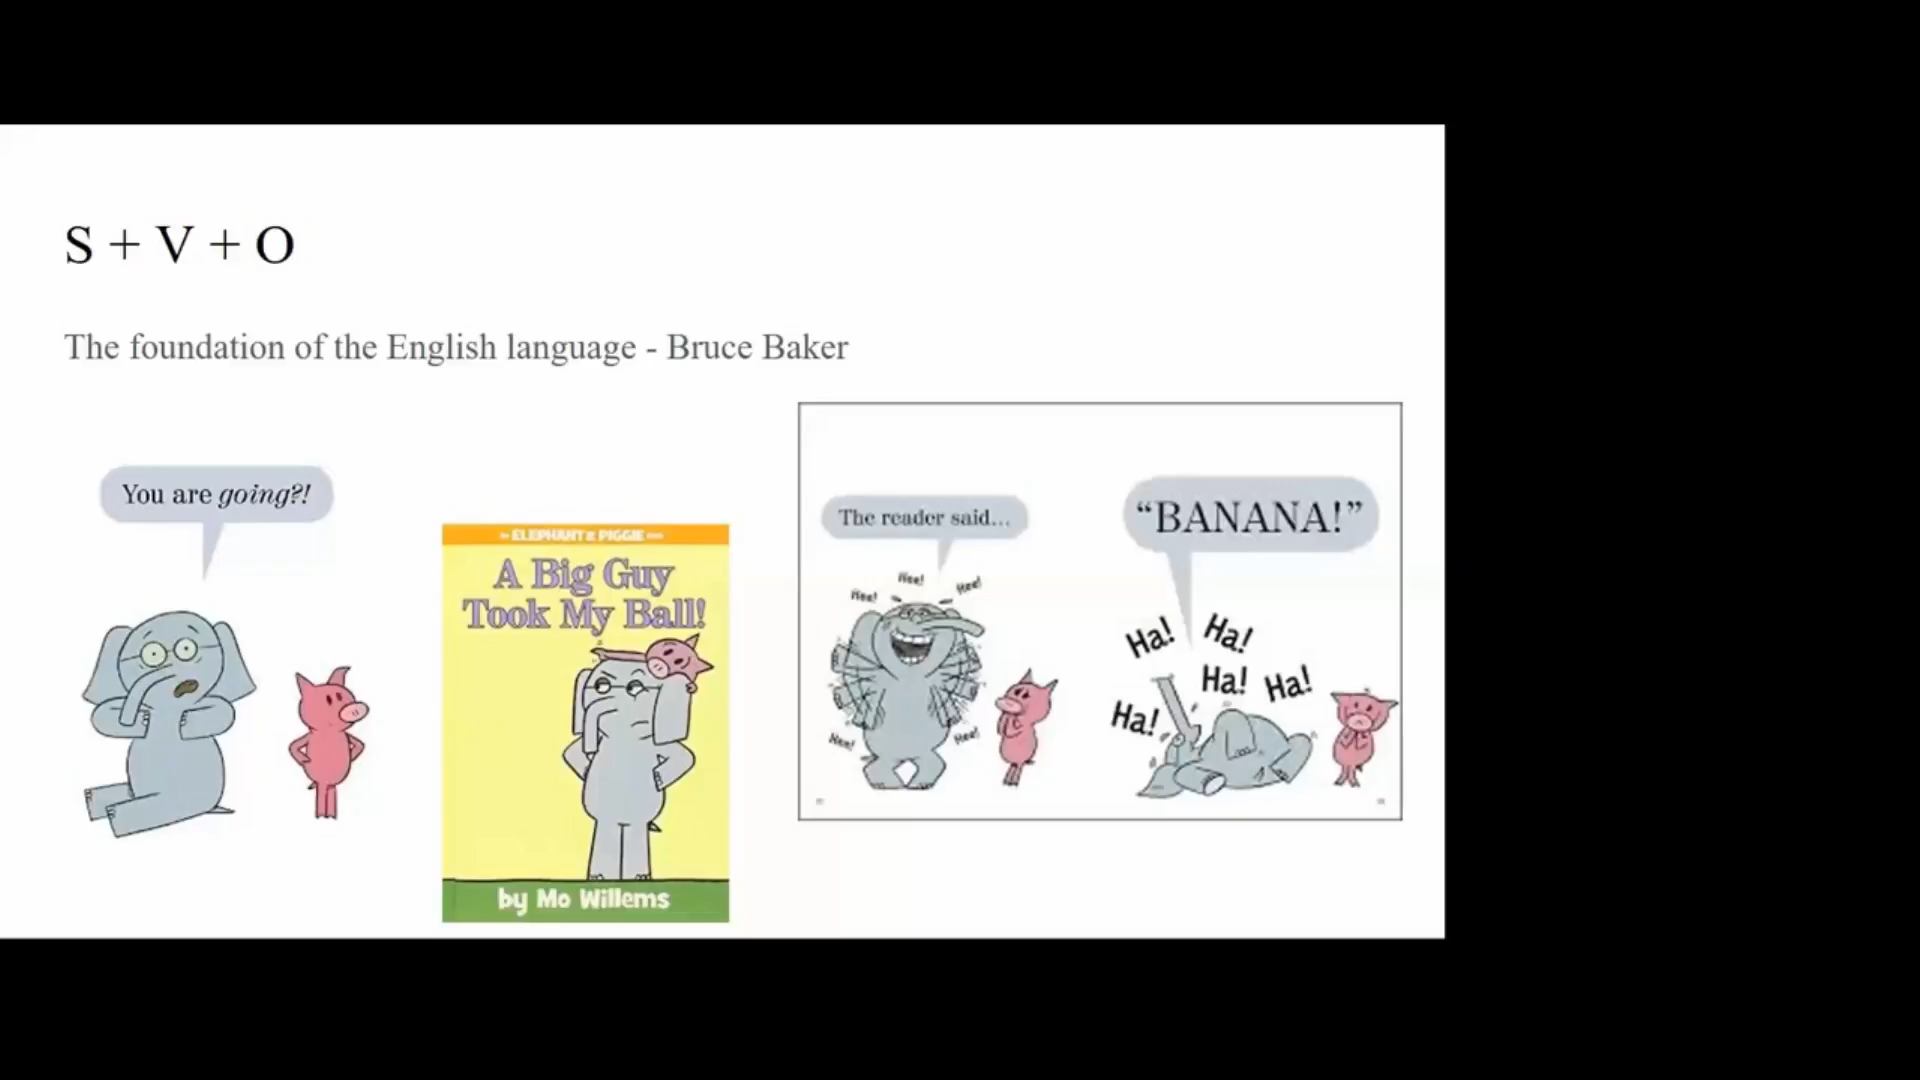 S + V + O
The foundation of the English language - Bruce Baker
You are going?!
ELEPHANT & PIGGIE
A Big Guy
Took My Ball!
by Mo Willems
The reader said...
Hee!
Hee!
Hee!
Hee!
Hee!
“BANANA!”
Ha!
Ha!
Ha!
Ha!
Ha!